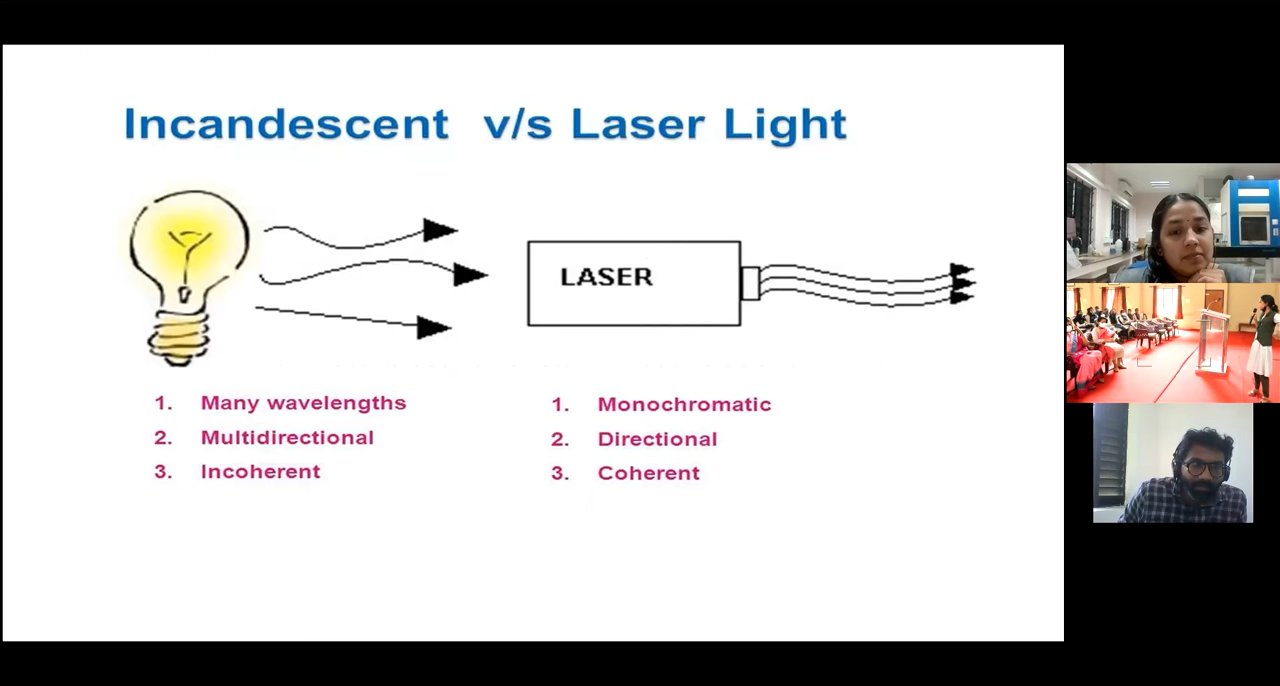 Incandescent v/s Laser Light
LASER
1. Many wavelengths
2. Multidirectional
3. Incoherent
1. Monochromatic
2. Directional
3. Coherent